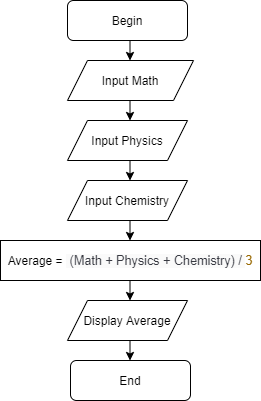 Begin
Input Math
Input Physics
Input Chemistry
Average = (Math + Physics + Chemistry) / 3
Display Average
End